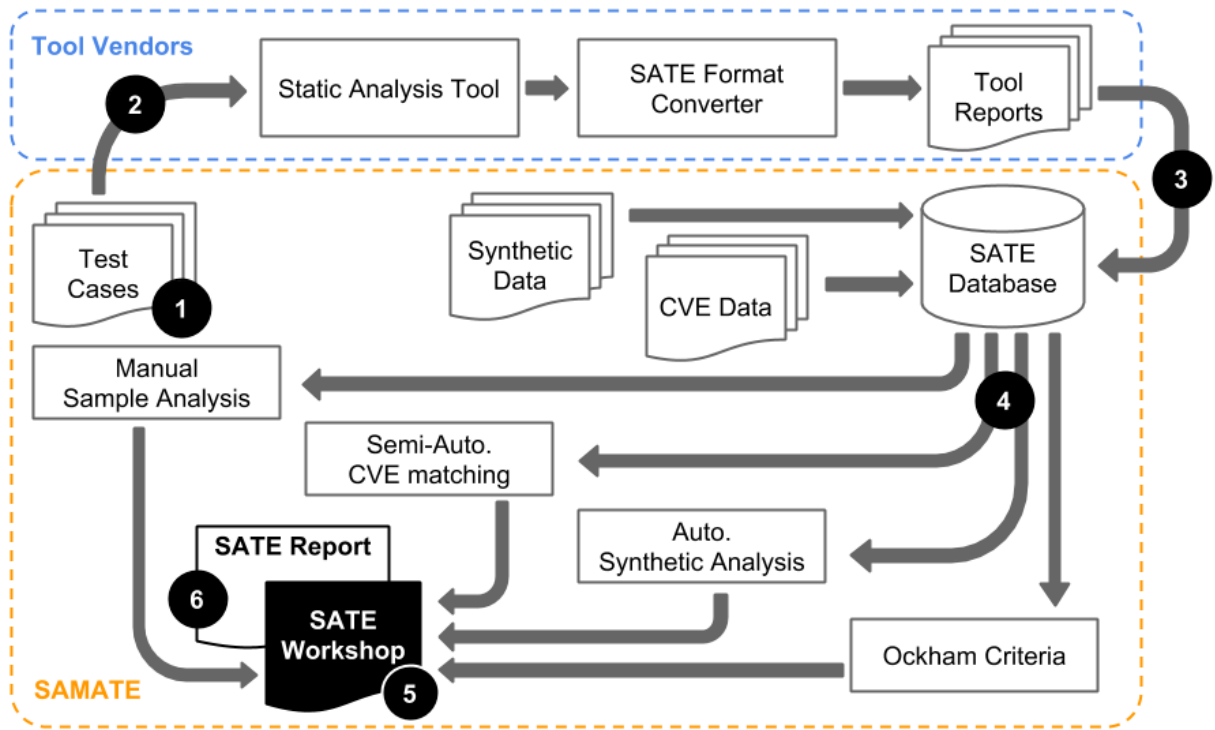 Tool Vendors
2
Static Analysis Tool
SATE Format
Converter
Tool
Reports
3
Test
Cases
1
Synthetic
Data
CVE Data
SATE
Database
Manual
Sample Analysis
4
Semi-Auto.
CVE matching
Auto.
Synthetic Analysis
SATE Report
6
SATE
Workshop
5
Ockham Criteria
SAMATE